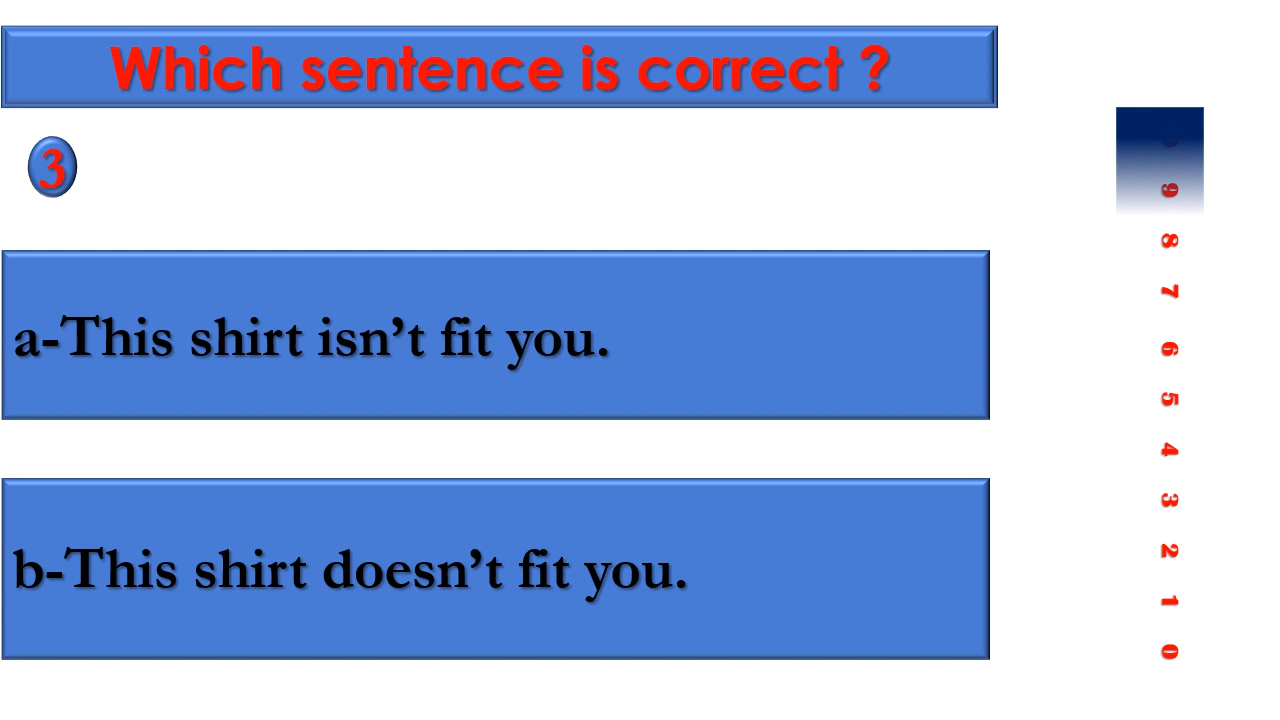 Which sentence is correct ?
3
a-This shirt isn’t fit you.
b-This shirt doesn’t fit you.
9 8 7 6 5 4 3 2 1 0